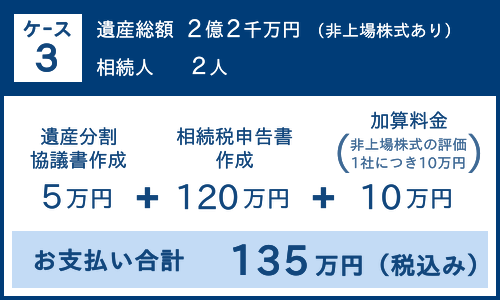 ケース
3
遺産総額 2億2千万円 (非上場株式あり)
相続人 2人
遺産分割
協議書作成
5万円
+
相続税申告書
作成
120万円
+
加算料金
(非上場株式の評価
1社につき10万円)
10万円
お支払い合計 135万円(税込み)